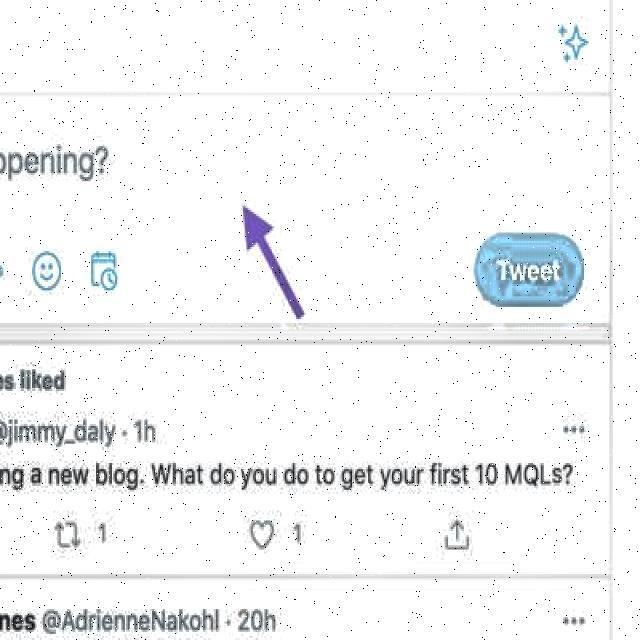 ppening?
Tweet
es liked
@jimmy_daly · 1h
ng a new blog. What do you do to get your first 10 MQLs?
1 1
nes @AdrienneNakohl · 20h